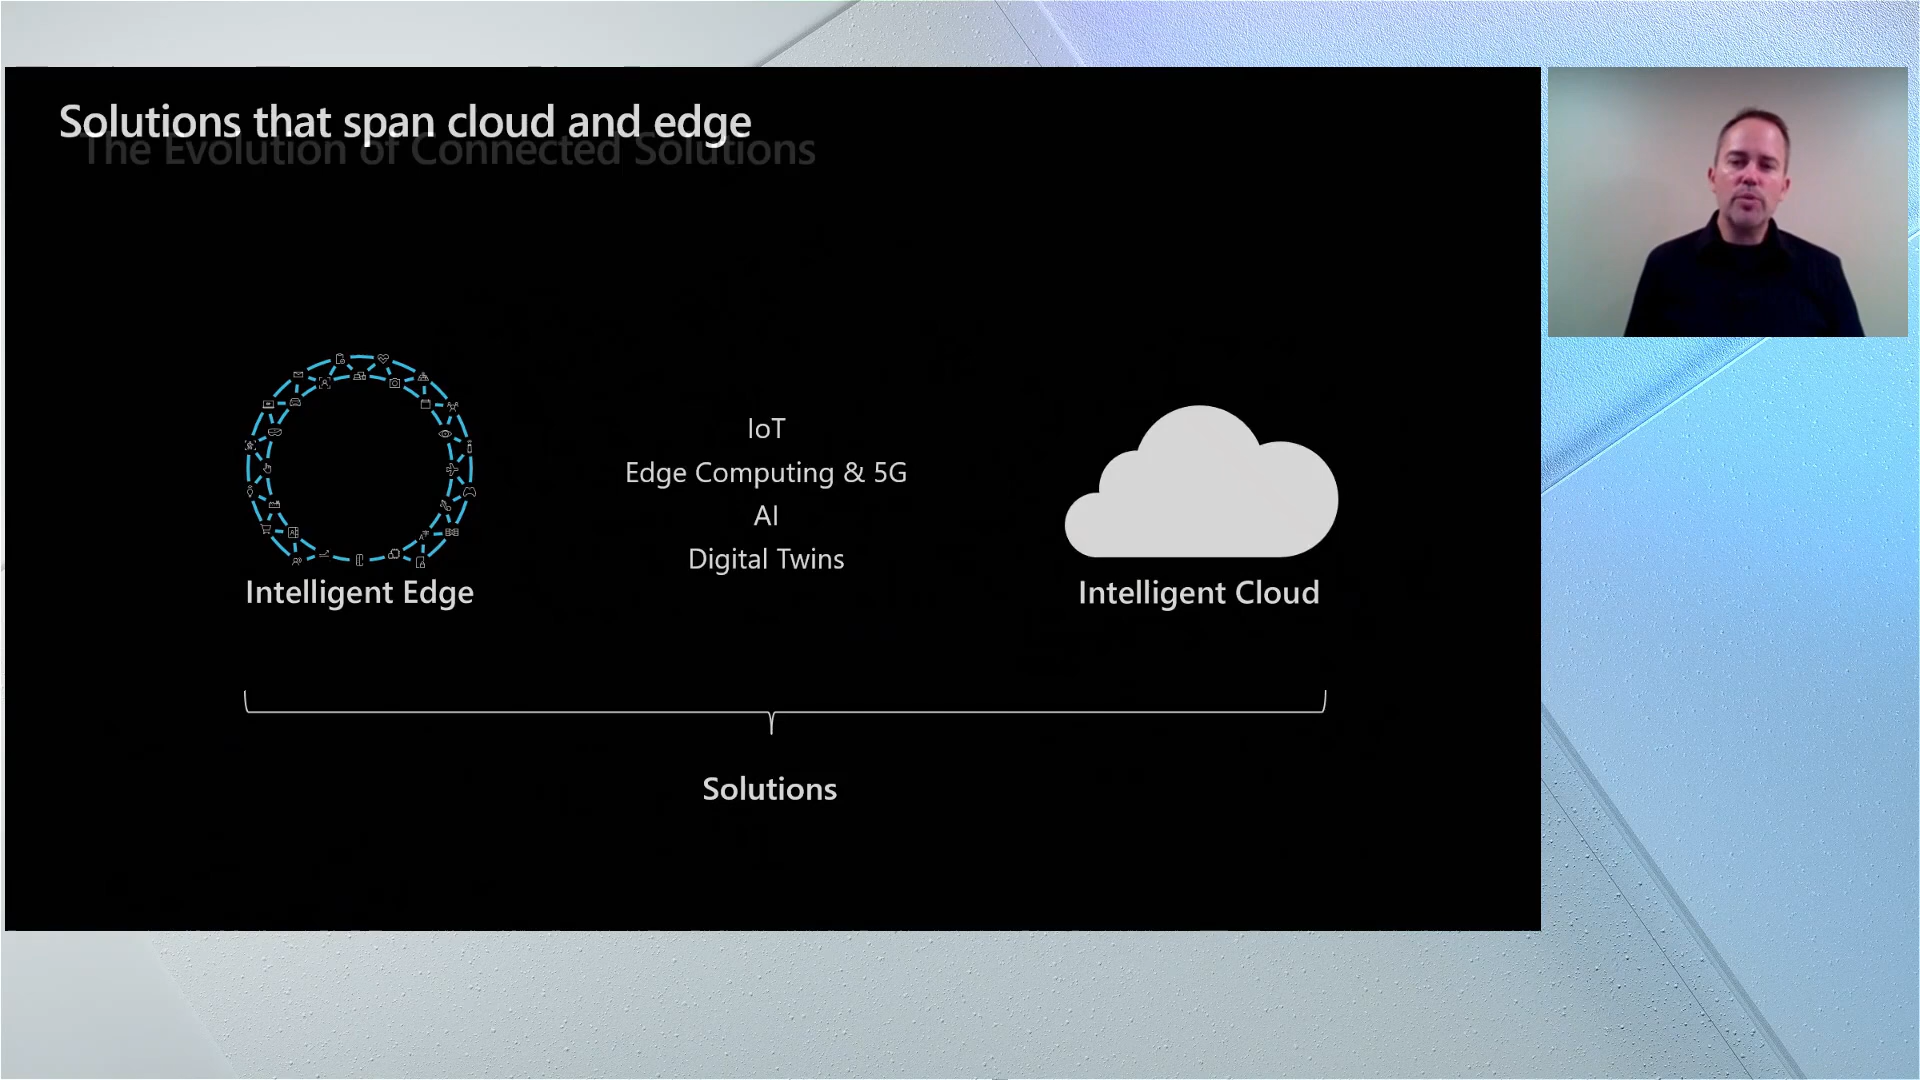 Solutions that span cloud and edge
The Evolution of Connected Solutions
IoT
Edge Computing & 5G
AI
Digital Twins
Intelligent Edge
Intelligent Cloud
Solutions